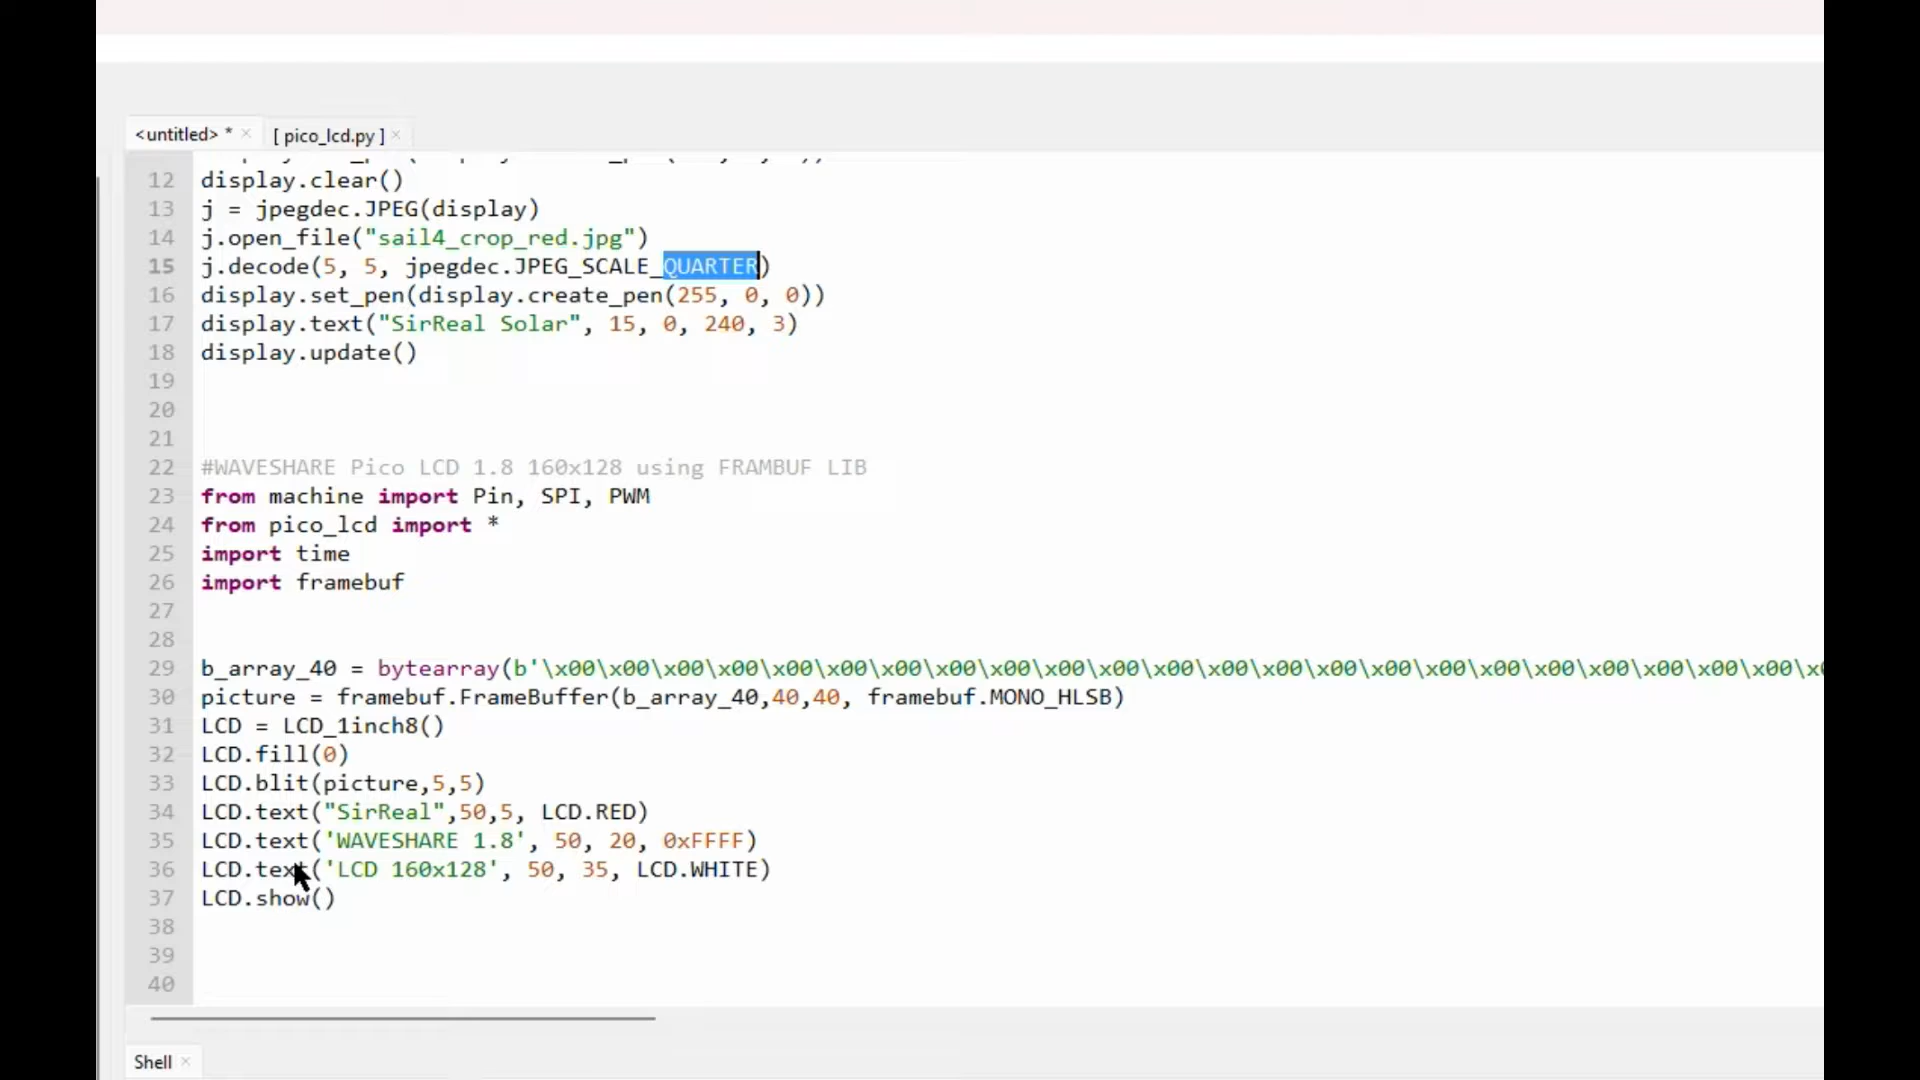 <untitled> * ×
[ pico_lcd.py ] ×
12 display.clear()
13 j = jpegdec.JPEG(display)
14 j.open_file("sail4_crop_red.jpg")
15 j.decode(5, 5, jpegdec.JPEG_SCALE_QUARTER)
16 display.set_pen(display.create_pen(255, 0, 0))
17 display.text("SirReal Solar", 15, 0, 240, 3)
18 display.update()
19
20
21
22 #WAVESHARE Pico LCD 1.8 160x128 using FRAMBUF LIB
23 from machine import Pin, SPI, PWM
24 from pico_lcd import *
25 import time
26 import framebuf
27
28
29 b_array_40 = bytearray(b'\x00\x00\x00\x00\x00\x00\x00\x00\x00\x00\x00\x00\x00\x00\x00\x00\x00\x00\x00\x00\x00\x00\x00\x
30 picture = framebuf.FrameBuffer(b_array_40,40,40, framebuf.MONO_HLSB)
31 LCD = LCD_1inch8()
32 LCD.fill(0)
33 LCD.blit(picture,5,5)
34 LCD.text("SirReal",50,5, LCD.RED)
35 LCD.text('WAVESHARE 1.8', 50, 20, 0xFFFF)
36 LCD.text('LCD 160x128', 50, 35, LCD.WHITE)
37 LCD.show()
38
39
40
Shell ×